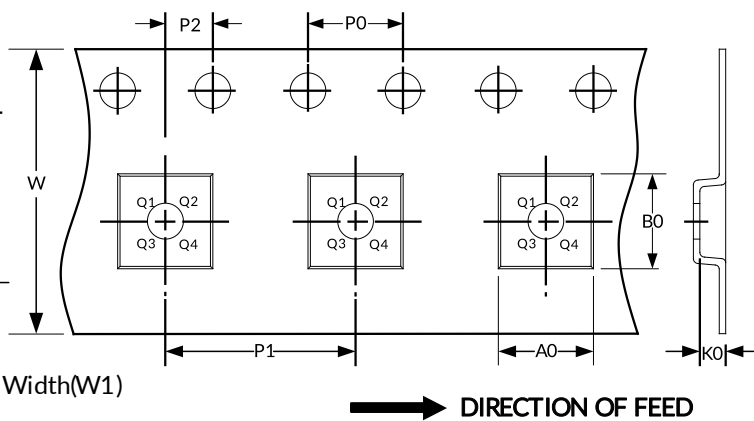 P2
P0
W
Q1 Q2
Q3 Q4
Q1 Q2
Q3 Q4
Q1 Q2
Q3 Q4
B0
P1
A0
K0
Width(W1)
DIRECTION OF FEED